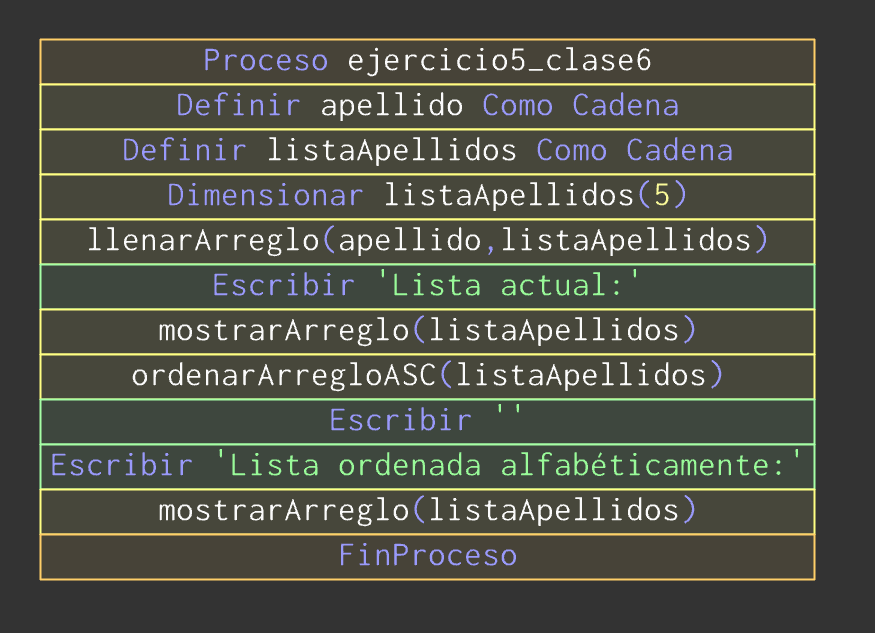 Proceso ejercicio5_clase6
Definir apellido Como Cadena
Definir listaApellidos Como Cadena
Dimensionar listaApellidos(5)
llenarArreglo(apellido,listaApellidos)
Escribir 'Lista actual:'
mostrarArreglo(listaApellidos)
ordenarArregloASC(listaApellidos)
Escribir ''
Escribir 'Lista ordenada alfabéticamente:'
mostrarArreglo(listaApellidos)
FinProceso